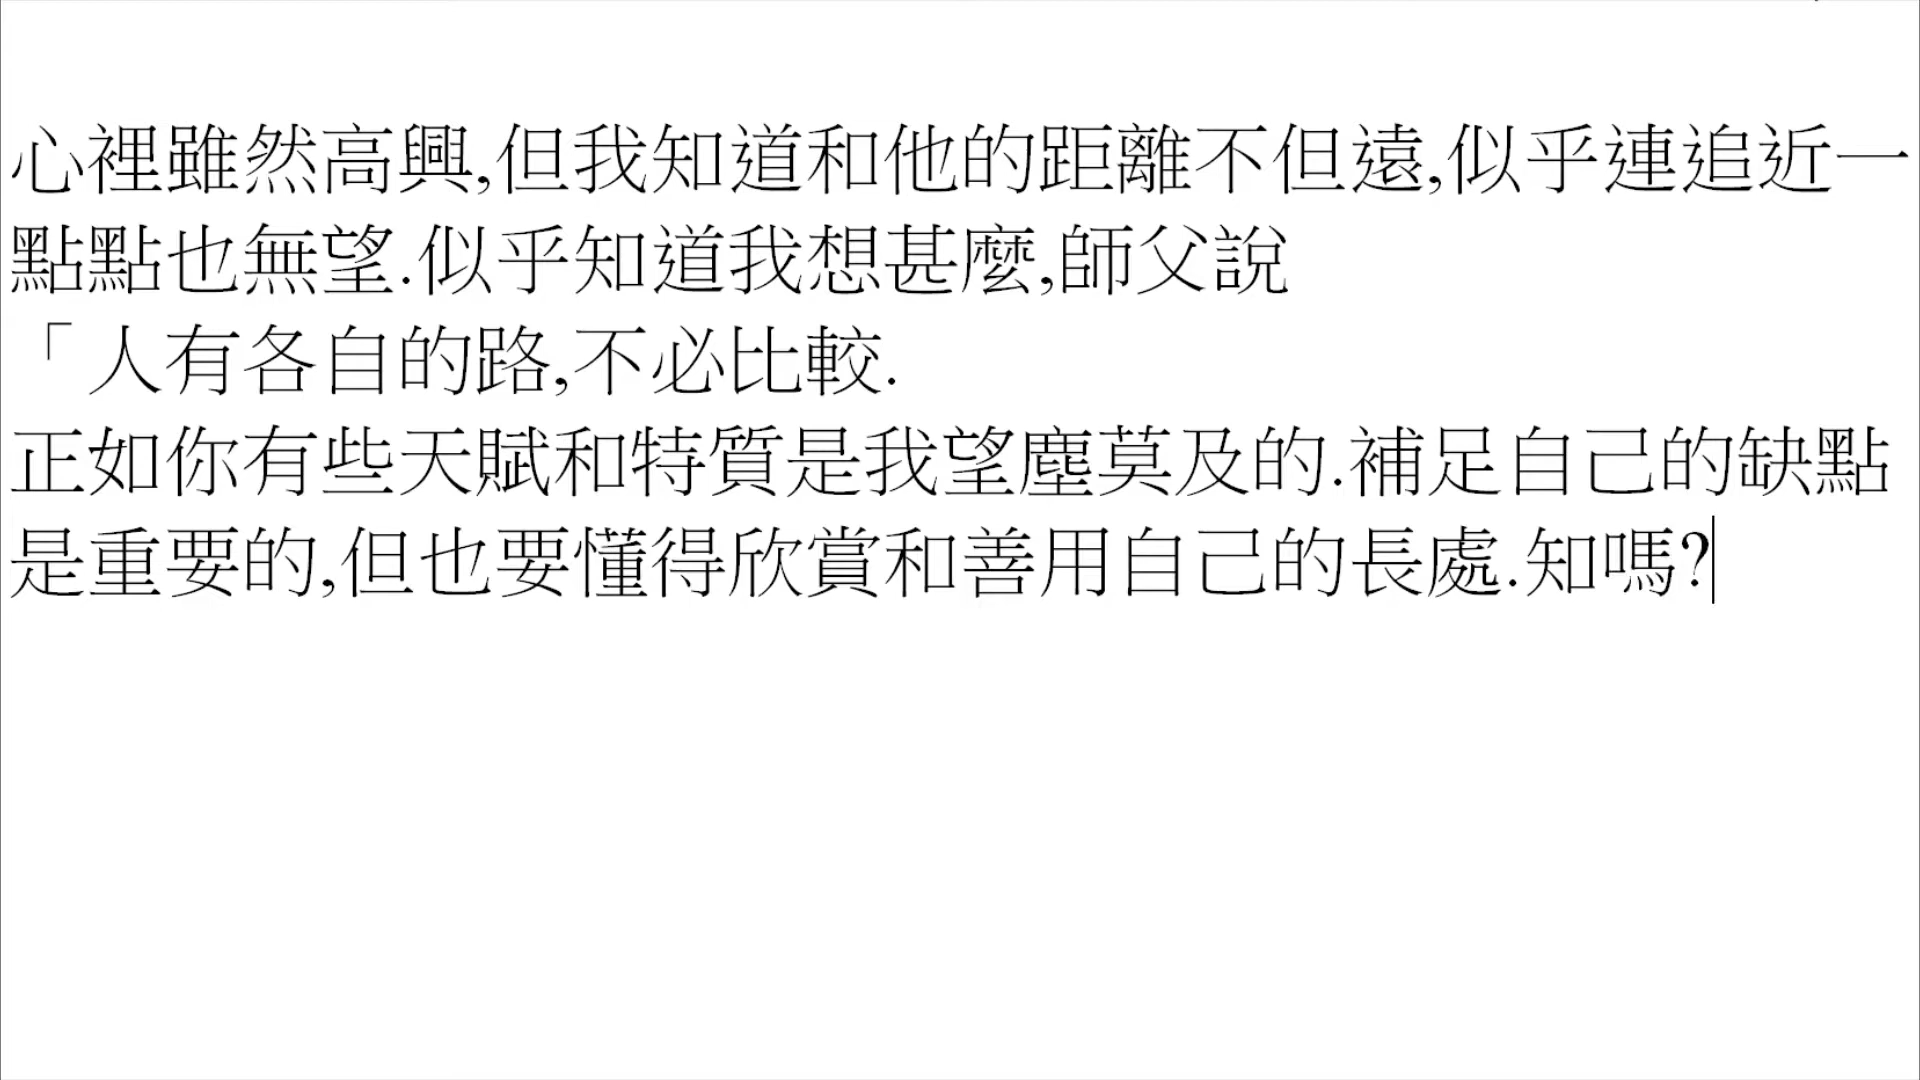 心裡雖然高興,但我知道和他的距離不但遠,似乎連追近一
點點也無望.似乎知道我想甚麼,師父說
「人有各自的路,不必比較.
正如你有些天賦和特質是我望塵莫及的.補足自己的缺點
是重要的,但也要懂得欣賞和善用自己的長處.知嗎?